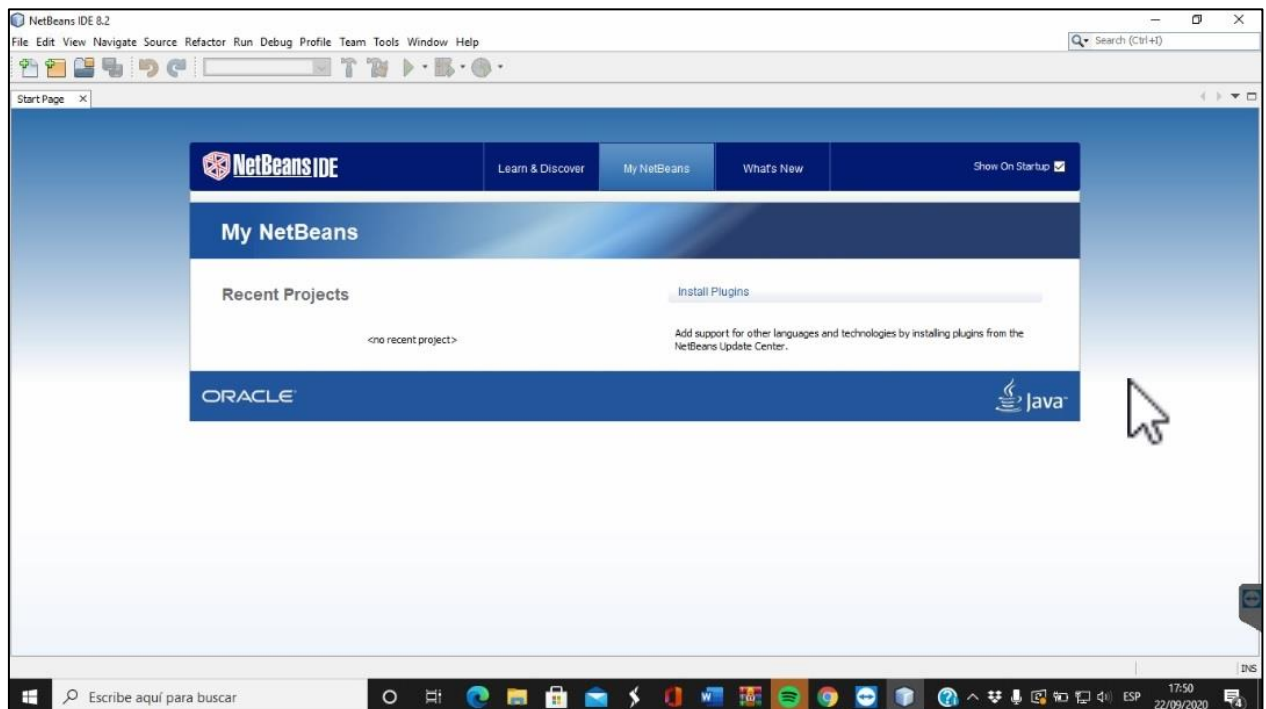 NetBeans IDE 8.2
File Edit View Navigate Source Refactor Run Debug Profile Team Tools Window Help
Search (Ctrl+I)
Start Page
NetBeans IDE
Learn & Discover
My NetBeans
What's New
Show On Startup
My NetBeans
Recent Projects
<no recent project>
Install Plugins
Add support for other languages and technologies by installing plugins from the
NetBeans Update Center.
ORACLE
Java
INS
Escribe aquí para buscar
ESP
17:50
22/09/2020
4